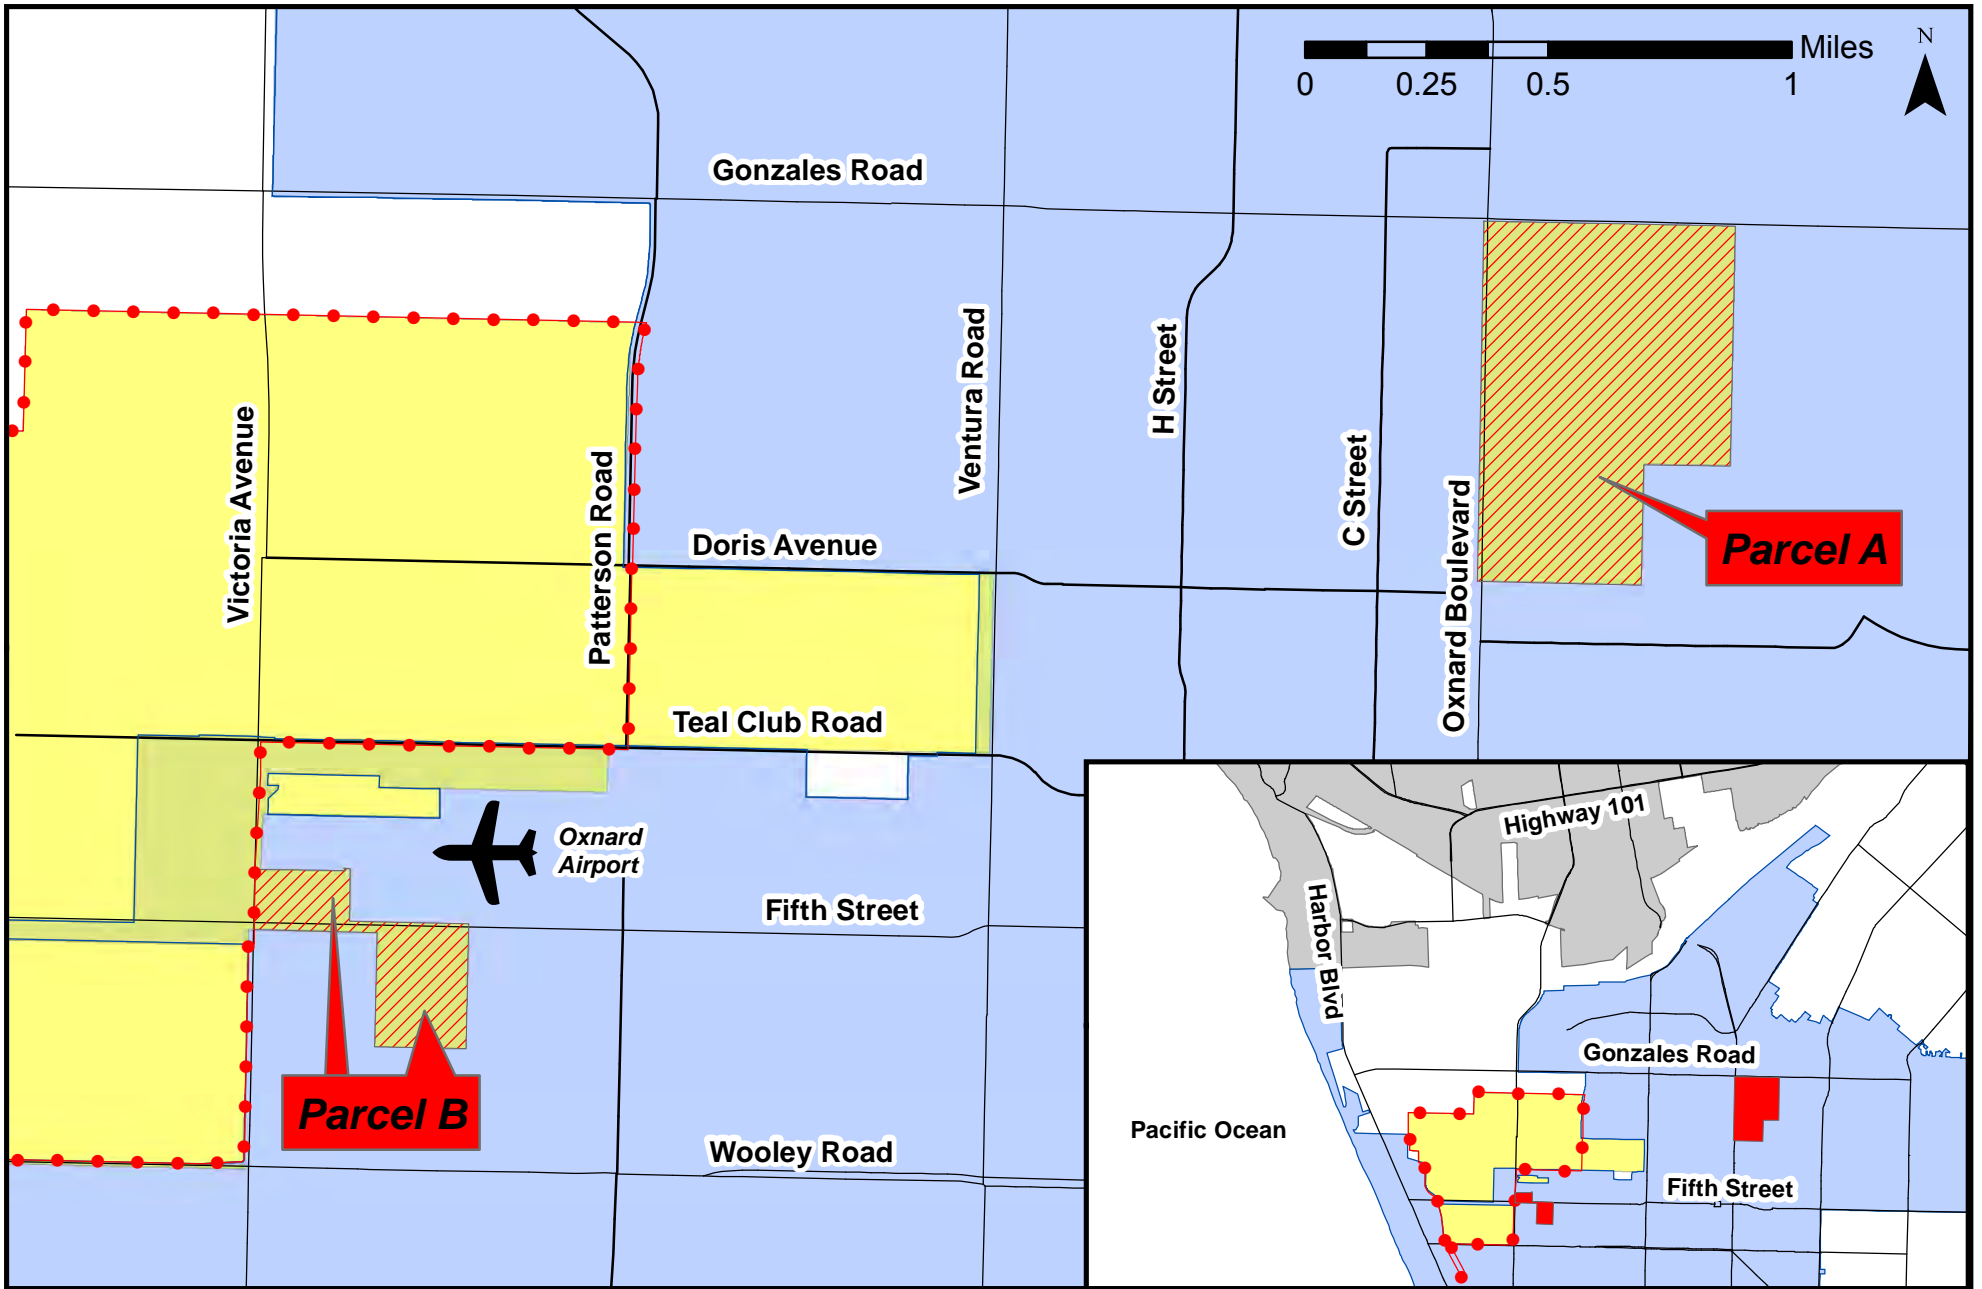 N
Miles
0 0.25 0.5 1
Gonzales Road
Ventura Road
H Street
Victoria Avenue
Patterson Road
C Street
Oxnard Boulevard
Doris Avenue
Parcel A
Teal Club Road
Oxnard
Airport
Fifth Street
Parcel B
Wooley Road
Highway 101
Harbor Blvd
Gonzales Road
Pacific Ocean
Fifth Street